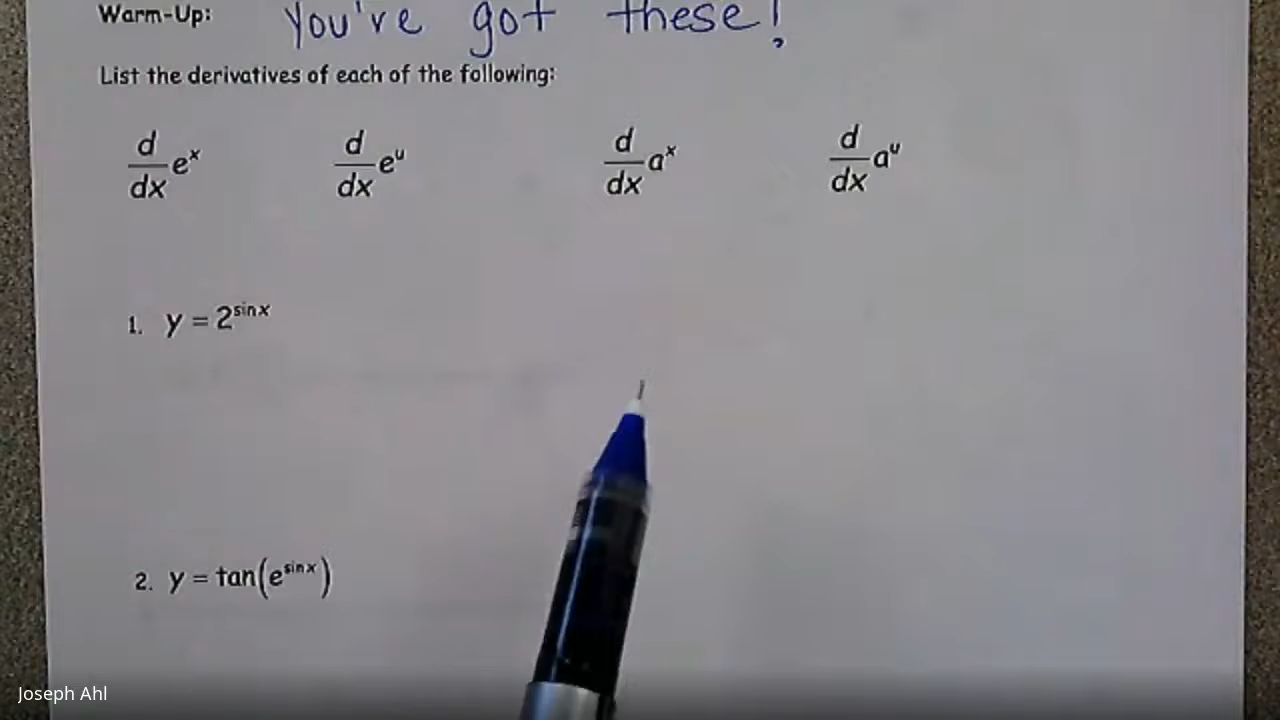 Warm-Up: You've got these!
List the derivatives of each of the following:
d/dx e^x d/dx e^u d/dx a^x d/dx a^u
1. y = 2^sin x
2. y = tan(e^sin x)
Joseph Ahl